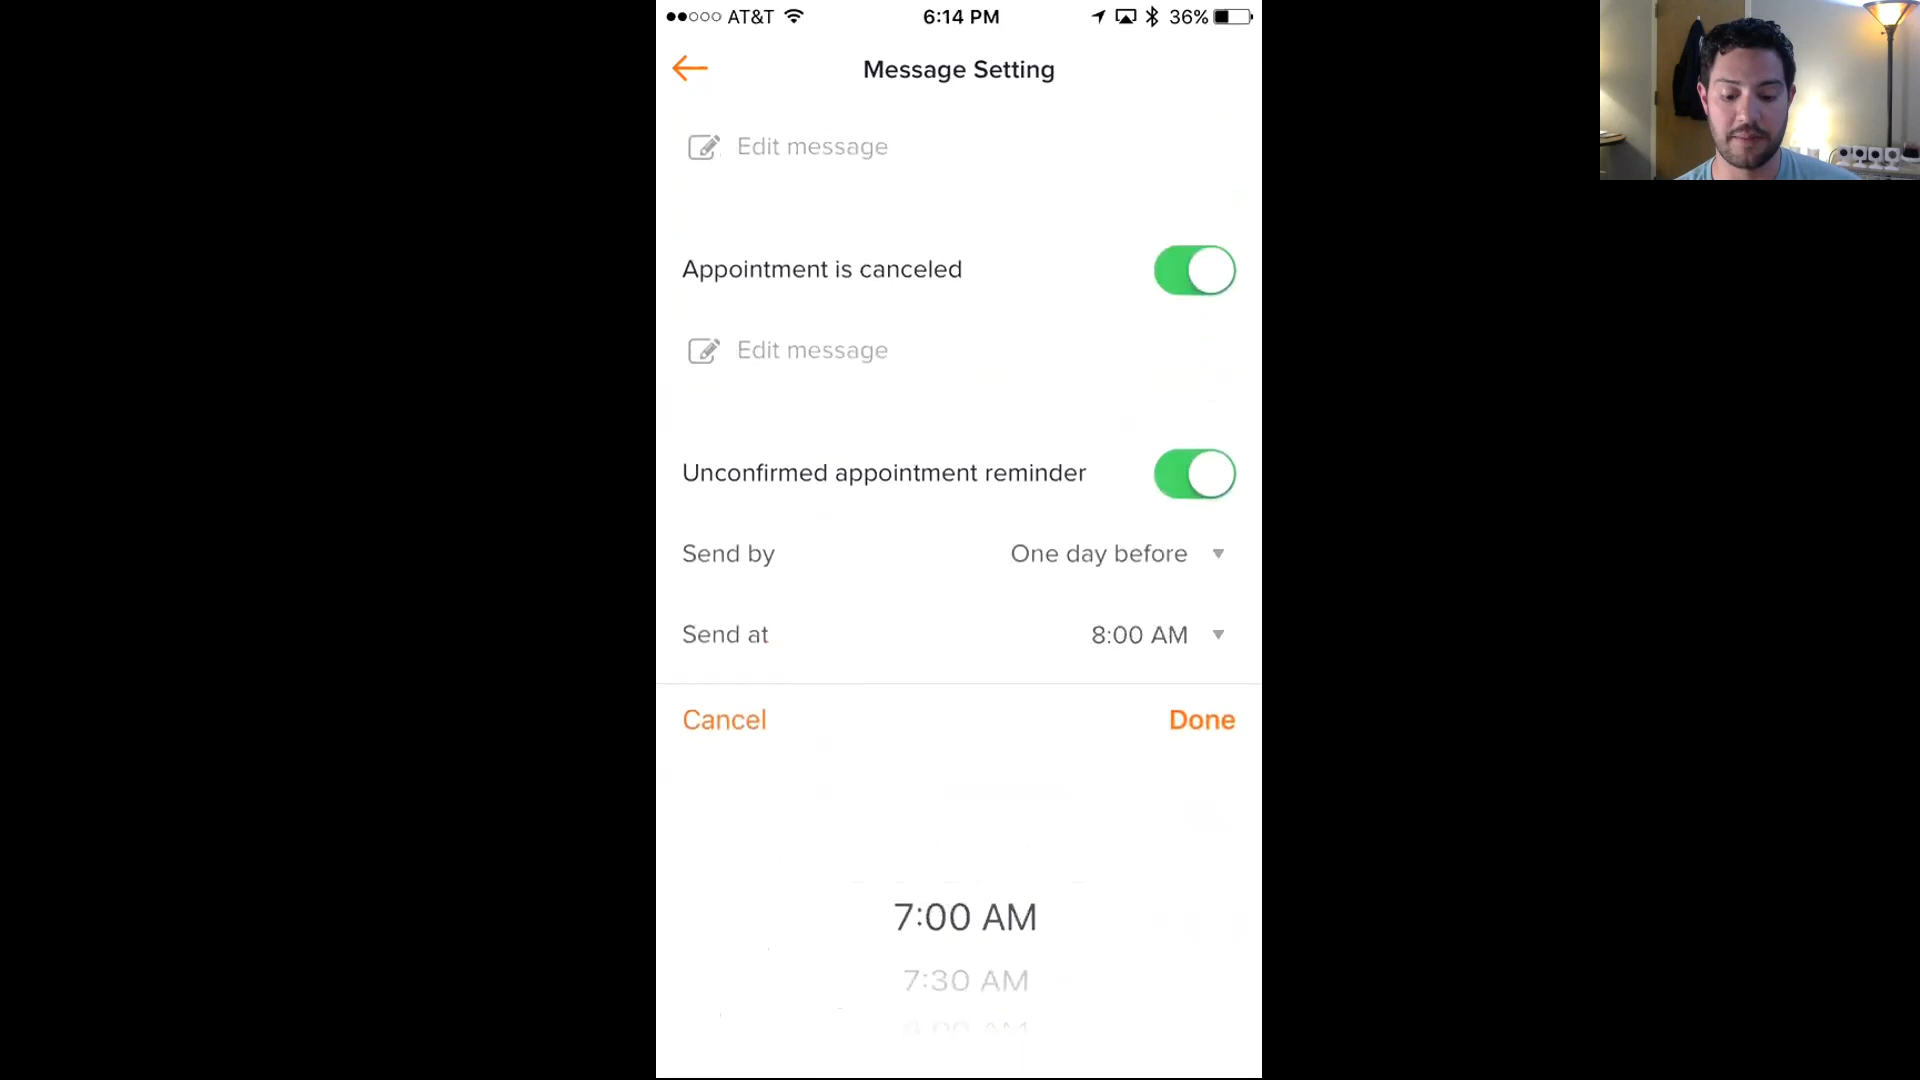 AT&T 6:14 PM 36%
Message Setting
Edit message
Appointment is canceled
Edit message
Unconfirmed appointment reminder
Send by One day before
Send at 8:00 AM
Cancel Done
7:00 AM
7:30 AM